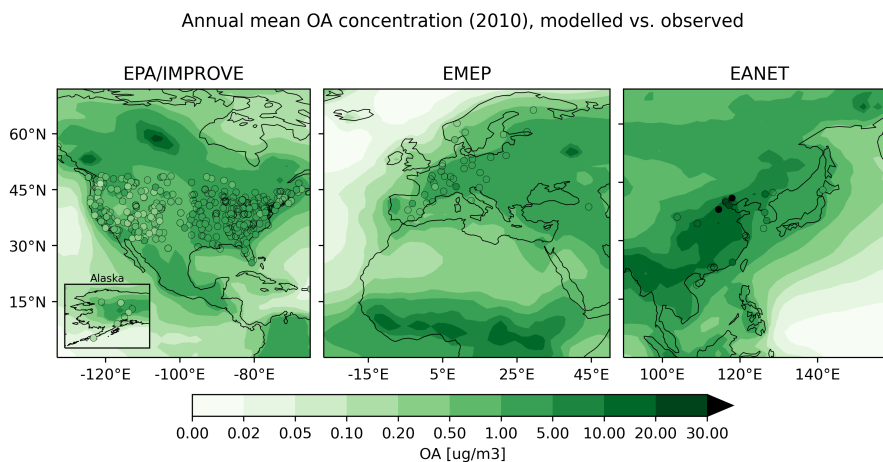 Annual mean OA concentration (2010), modelled vs. observed
EPA/IMPROVE
EMEP
EANET
60°N
45°N
30°N
15°N
Alaska
-120°E -100°E -80°E
-15°E 5°E 25°E 45°E
100°E 120°E 140°E
0.00 0.02 0.05 0.10 0.20 0.50 1.00 5.00 10.00 20.00 30.00
OA [ug/m3]